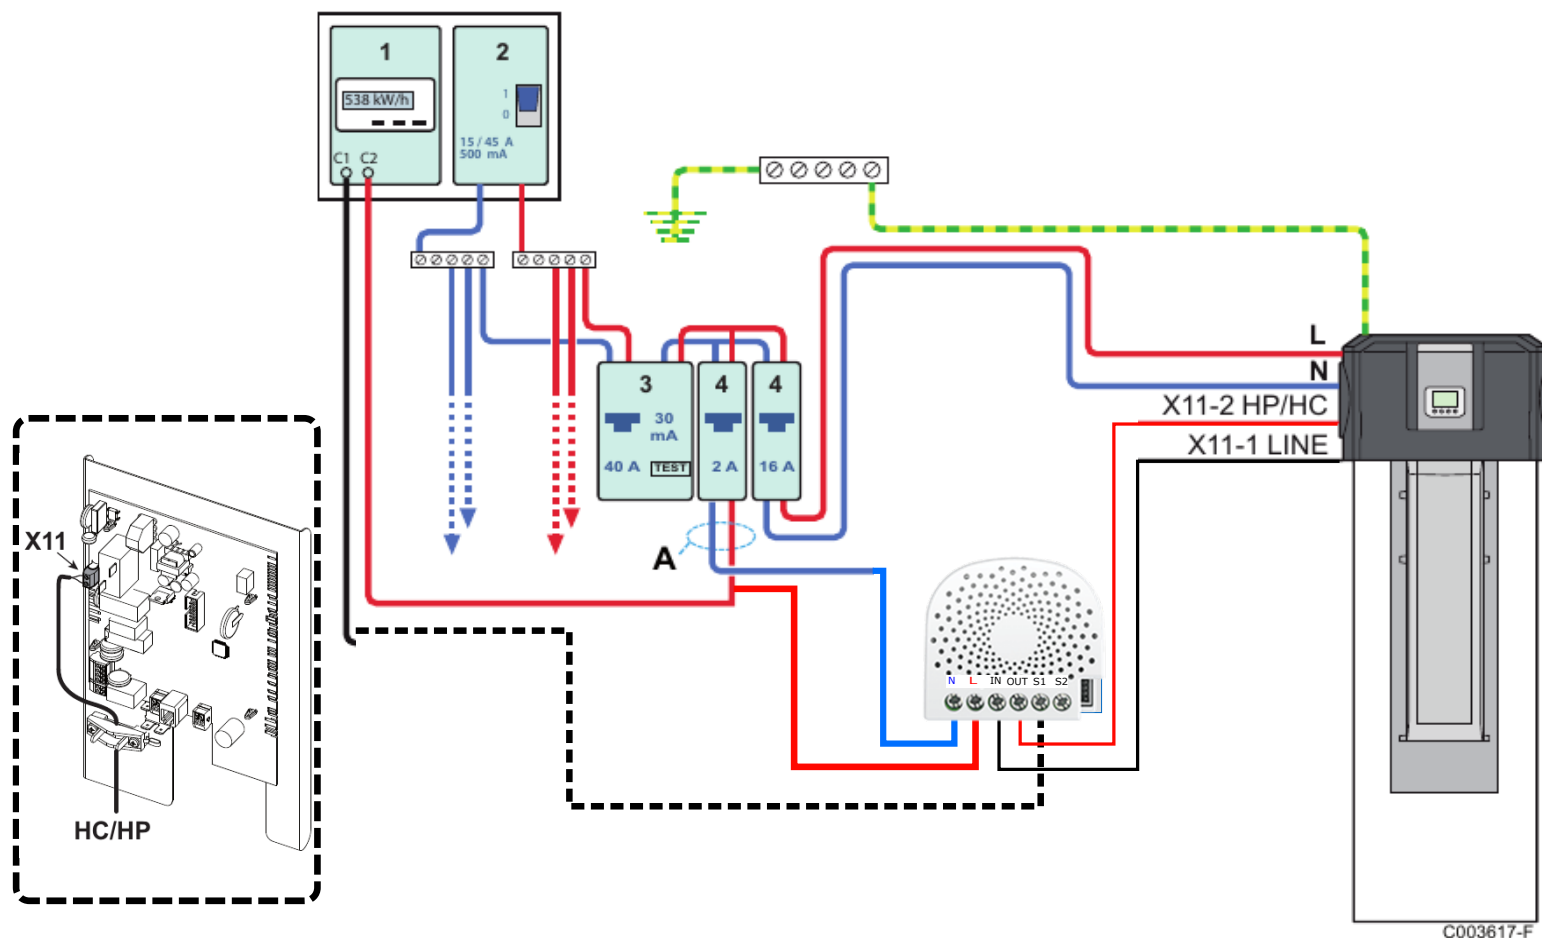 1
2
538 kW/h
1
0
15 / 45 A
500 mA
C1 C2
L
N
X11-2 HP/HC
X11-1 LINE
3
4
4
30
mA
40 A
TEST
2 A
16 A
A
X11
N L IN OUT S1 S2
HC/HP
C003617-F